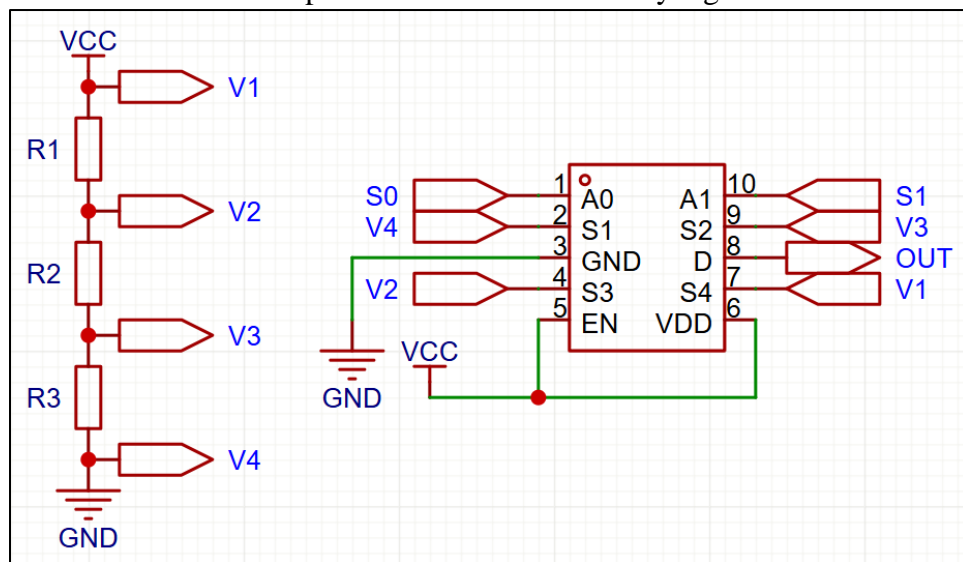 VCC
V1
R1
V2
R2
V3
R3
V4
GND
S0
V4
V2
GND
VCC
1
2
3
4
5
A0
S1
GND
S3
EN
A1
S2
D
S4
VDD
10
9
8
7
6
S1
V3
OUT
V1